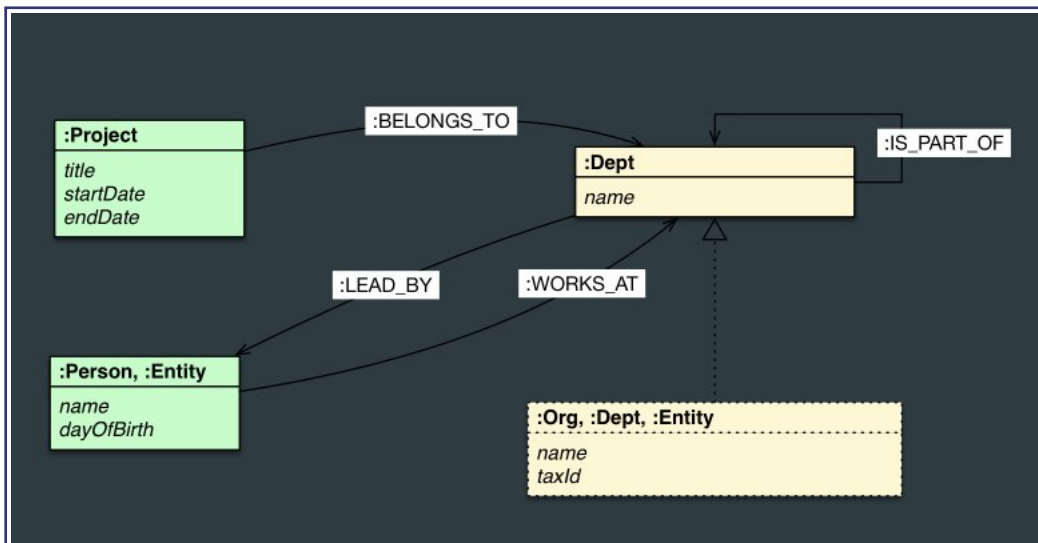 :BELONGS_TO
:Project
title
startDate
endDate
:IS_PART_OF
:Dept
name
:LEAD_BY
:WORKS_AT
:Person, :Entity
name
dayOfBirth
:Org, :Dept, :Entity
name
taxId